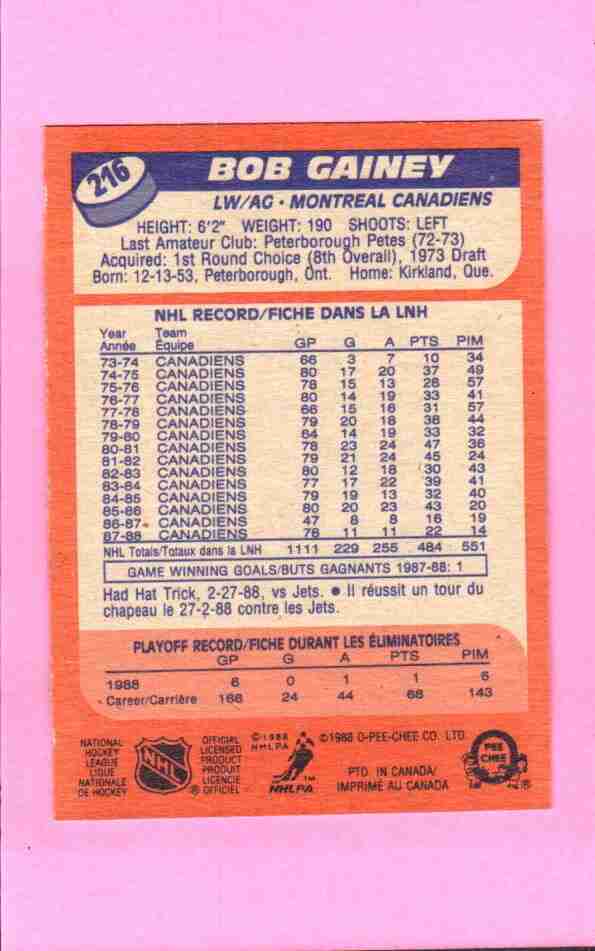 216
BOB GAINEY
LW/AG • MONTREAL CANADIENS
HEIGHT: 6'2" WEIGHT: 190 SHOOTS: LEFT
Last Amateur Club: Peterborough Petes (72-73)
Acquired: 1st Round Choice (8th Overall), 1973 Draft
Born: 12-13-53, Peterborough, Ont. Home: Kirkland, Que.
NHL RECORD/FICHE DANS LA LNH
Year Team
Année Équipe GP G A PTS PIM
73-74 CANADIENS 66 3 7 10 34
74-75 CANADIENS 80 17 20 37 49
75-76 CANADIENS 78 15 13 28 57
76-77 CANADIENS 80 14 19 33 41
77-78 CANADIENS 66 15 16 31 57
78-79 CANADIENS 79 20 18 38 44
79-80 CANADIENS 64 14 19 33 32
80-81 CANADIENS 78 23 24 47 36
81-82 CANADIENS 79 21 24 45 24
82-83 CANADIENS 80 12 18 30 43
83-84 CANADIENS 77 17 22 39 41
84-85 CANADIENS 79 19 13 32 40
85-86 CANADIENS 80 20 23 43 20
86-87 CANADIENS 47 8 8 16 19
87-88 CANADIENS 78 11 11 22 14
NHL Totals/Totaux dans la LNH 1111 229 255 484 551
GAME WINNING GOALS/BUTS GAGNANTS 1987-88: 1
Had Hat Trick, 2-27-88, vs Jets. • Il réussit un tour du
chapeau le 27-2-88 contre les Jets.
PLAYOFF RECORD/FICHE DURANT LES ÉLIMINATOIRES
GP G A PTS PIM
1988 6 0 1 1 6
Career/Carrière 166 24 44 68 143
NATIONAL
HOCKEY
LEAGUE
LIGUE
NATIONALE
DE HOCKEY
NHL
OFFICIAL
LICENSED
PRODUCT
PRODUIT
LICENCIÉ
® OFFICIEL
©1988
NHLPA
™
NHLPA
©1988 O-PEE-CHEE CO. LTD.
PTD. IN CANADA/
IMPRIMÉ AU CANADA
O
PEE
CHEE